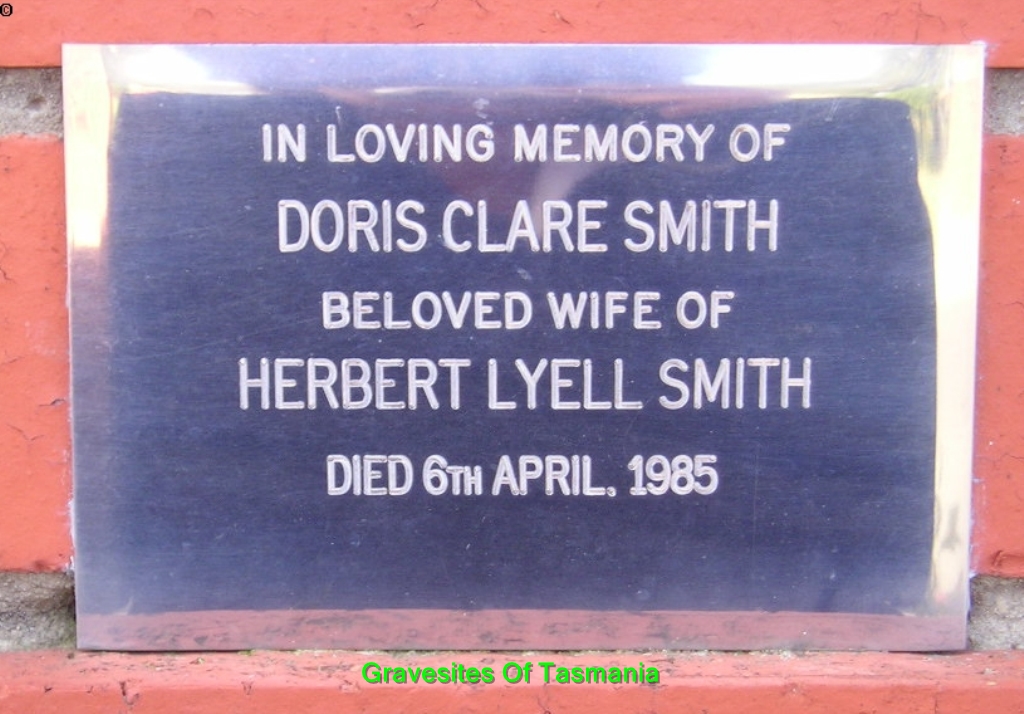 ©
IN LOVING MEMORY OF
DORIS CLARE SMITH
BELOVED WIFE OF
HERBERT LYELL SMITH
DIED 6TH APRIL, 1985
Gravesites Of Tasmania